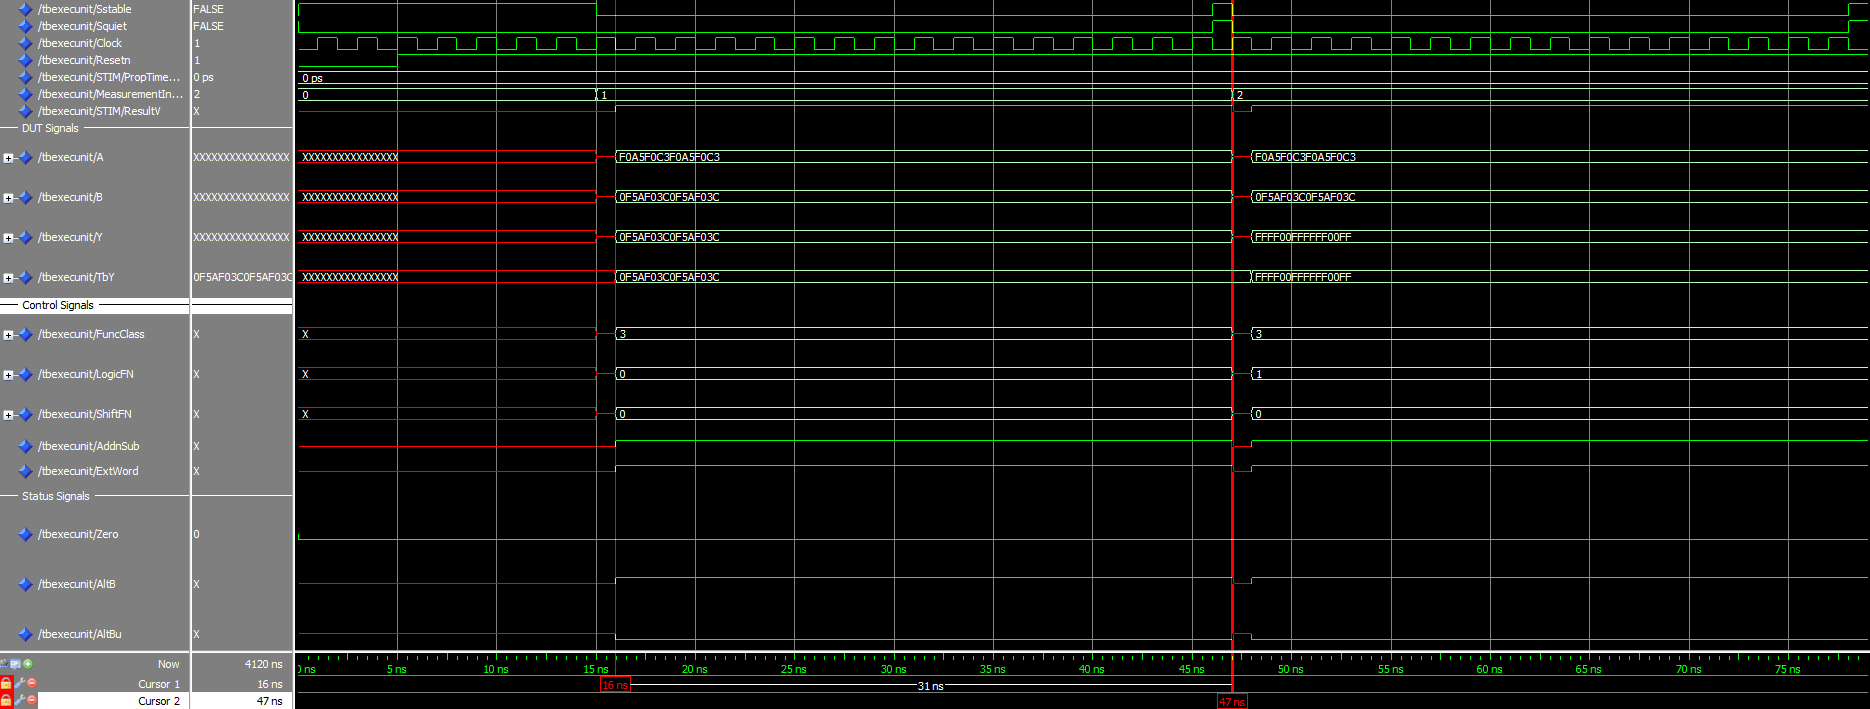 /tbexecunit/Sstable FALSE
/tbexecunit/Squiet FALSE
/tbexecunit/Clock 1
/tbexecunit/Resetn 1
/tbexecunit/STIM/PropTime... 0 ps 0 ps
/tbexecunit/MeasurementIn... 2 0 1 2
/tbexecunit/STIM/ResultV X
DUT Signals
/tbexecunit/A XXXXXXXXXXXXXXXX XXXXXXXXXXXXXXXX F0A5F0C3F0A5F0C3 F0A5F0C3F0A5F0C3
/tbexecunit/B XXXXXXXXXXXXXXXX XXXXXXXXXXXXXXXX 0F5AF03C0F5AF03C 0F5AF03C0F5AF03C
/tbexecunit/Y XXXXXXXXXXXXXXXX XXXXXXXXXXXXXXXX 0F5AF03C0F5AF03C FFFF00FFFFFF00FF
/tbexecunit/TbY 0F5AF03C0F5AF03C XXXXXXXXXXXXXXXX 0F5AF03C0F5AF03C FFFF00FFFFFF00FF
Control Signals
/tbexecunit/FuncClass X X 3 3
/tbexecunit/LogicFN X X 0 1
/tbexecunit/ShiftFN X X 0 0
/tbexecunit/AddnSub X
/tbexecunit/ExtWord X
Status Signals
/tbexecunit/Zero 0
/tbexecunit/AltB X
/tbexecunit/AltBu X
Now 4120 ns 0 ns 5 ns 10 ns 15 ns 20 ns 25 ns 30 ns 35 ns 40 ns 45 ns 50 ns 55 ns 60 ns 65 ns 70 ns 75 ns
Cursor 1 16 ns 16 ns 31 ns
Cursor 2 47 ns 47 ns